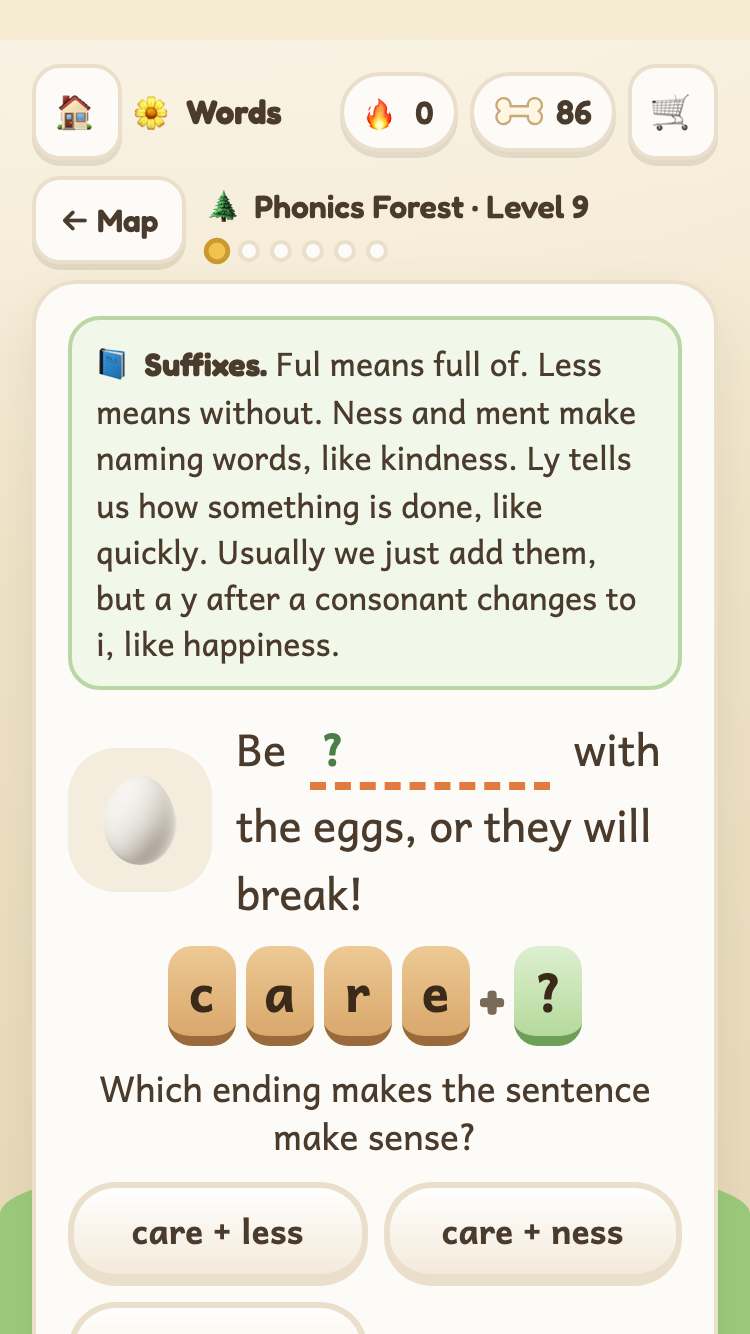 Words
0
86
← Map
Phonics Forest · Level 9
Suffixes. Ful means full of. Less
means without. Ness and ment make
naming words, like kindness. Ly tells
us how something is done, like
quickly. Usually we just add them,
but a y after a consonant changes to
i, like happiness.
Be ? with
the eggs, or they will
break!
c a r e + ?
Which ending makes the sentence
make sense?
care + less
care + ness